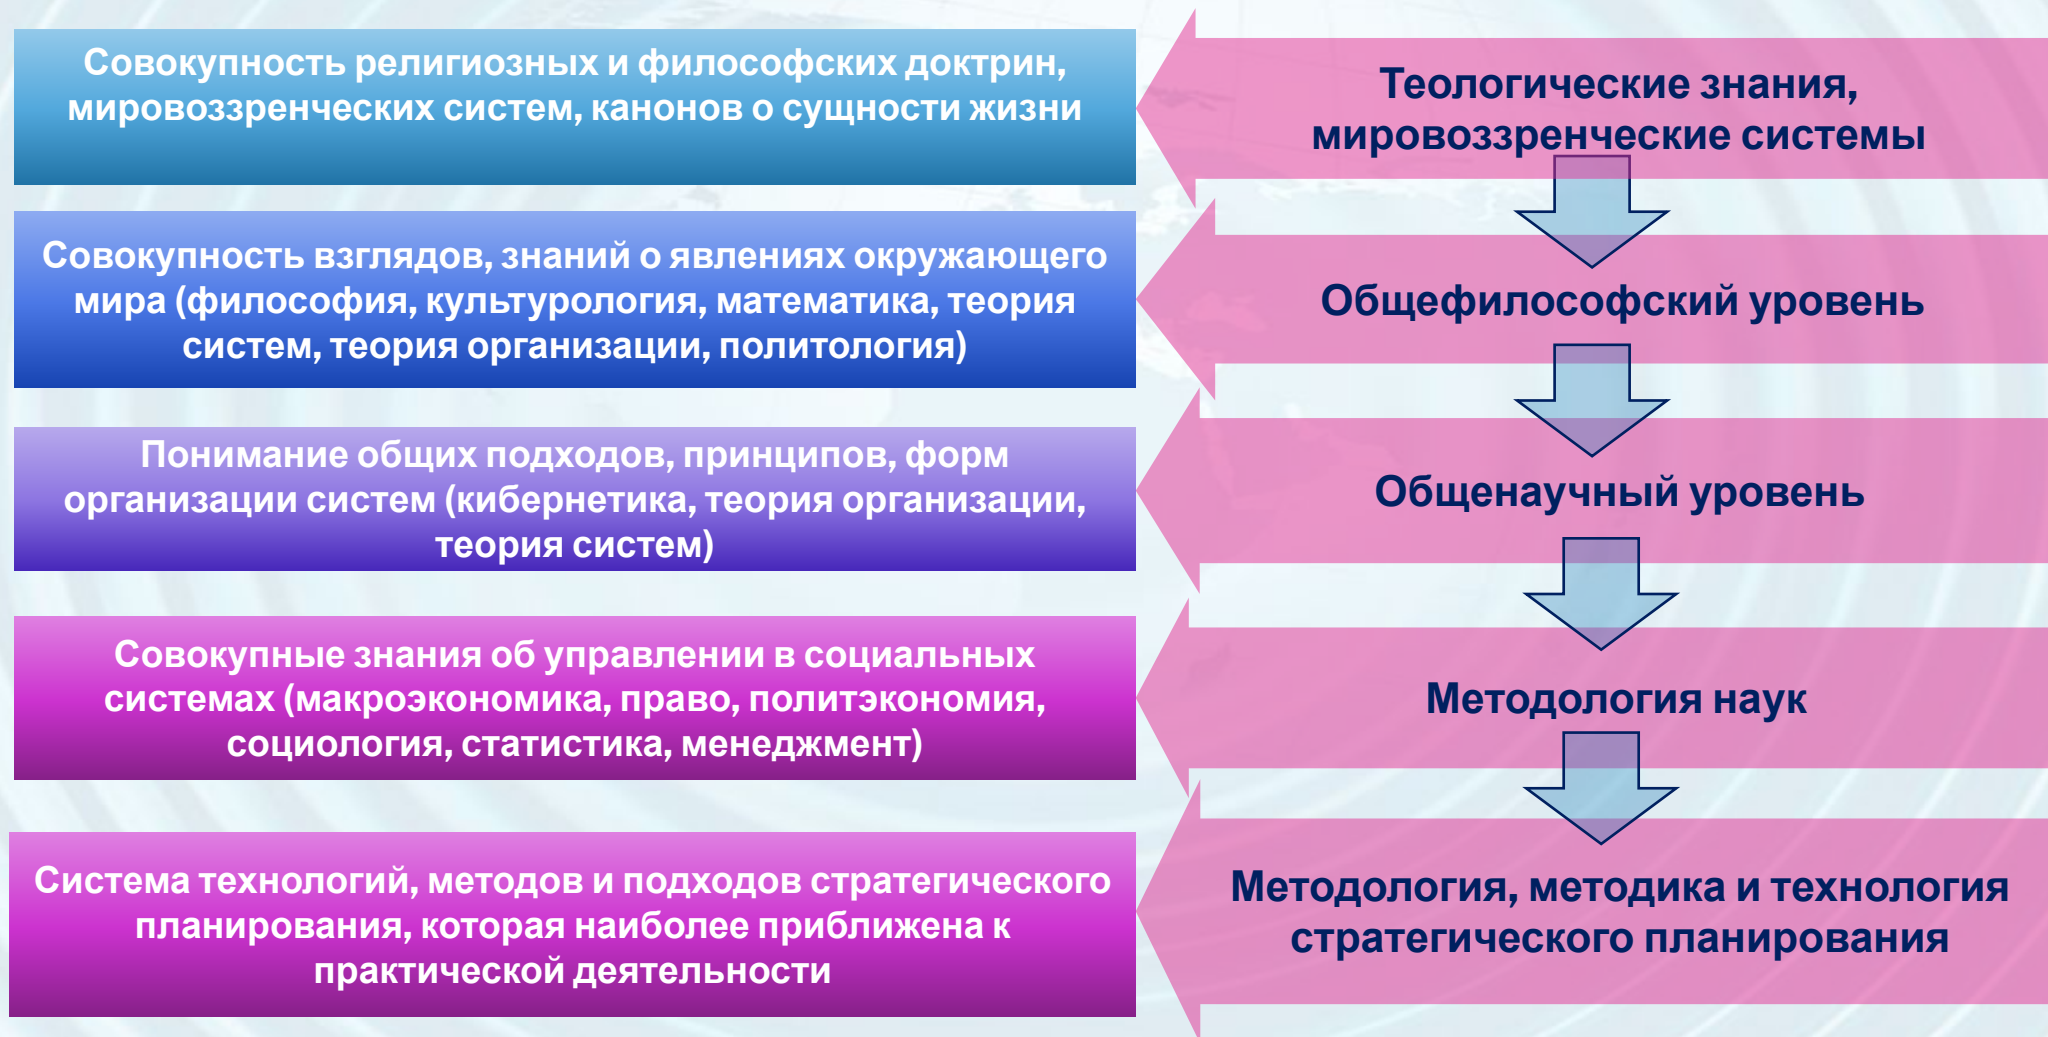 Совокупность религиозных и философских доктрин,
мировоззренческих систем, канонов о сущности жизни
Теологические знания,
мировоззренческие системы
Совокупность взглядов, знаний о явлениях окружающего
мира (философия, культурология, математика, теория
систем, теория организации, политология)
Общефилософский уровень
Понимание общих подходов, принципов, форм
организации систем (кибернетика, теория организации,
теория систем)
Общенаучный уровень
Совокупные знания об управлении в социальных
системах (макроэкономика, право, политэкономия,
социология, статистика, менеджмент)
Методология наук
Система технологий, методов и подходов стратегического
планирования, которая наиболее приближена к
практической деятельности
Методология, методика и технология
стратегического планирования